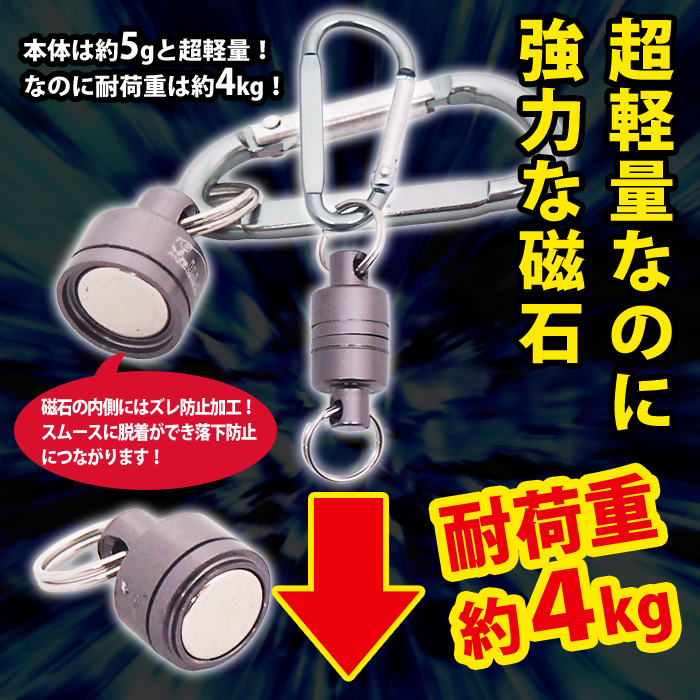 本体は約5gと超軽量！
なのに耐荷重は約4kg！
超軽量なのに
強力な磁石
磁石の内側にはズレ防止加工！
スムースに脱着ができ落下防止
につながります！
耐荷重
約4kg